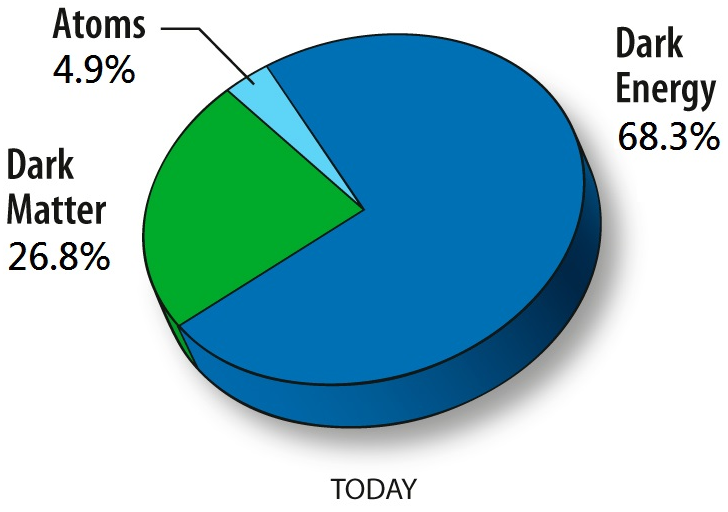 Atoms
4.9%
Dark
Energy
68.3%
Dark
Matter
26.8%
TODAY